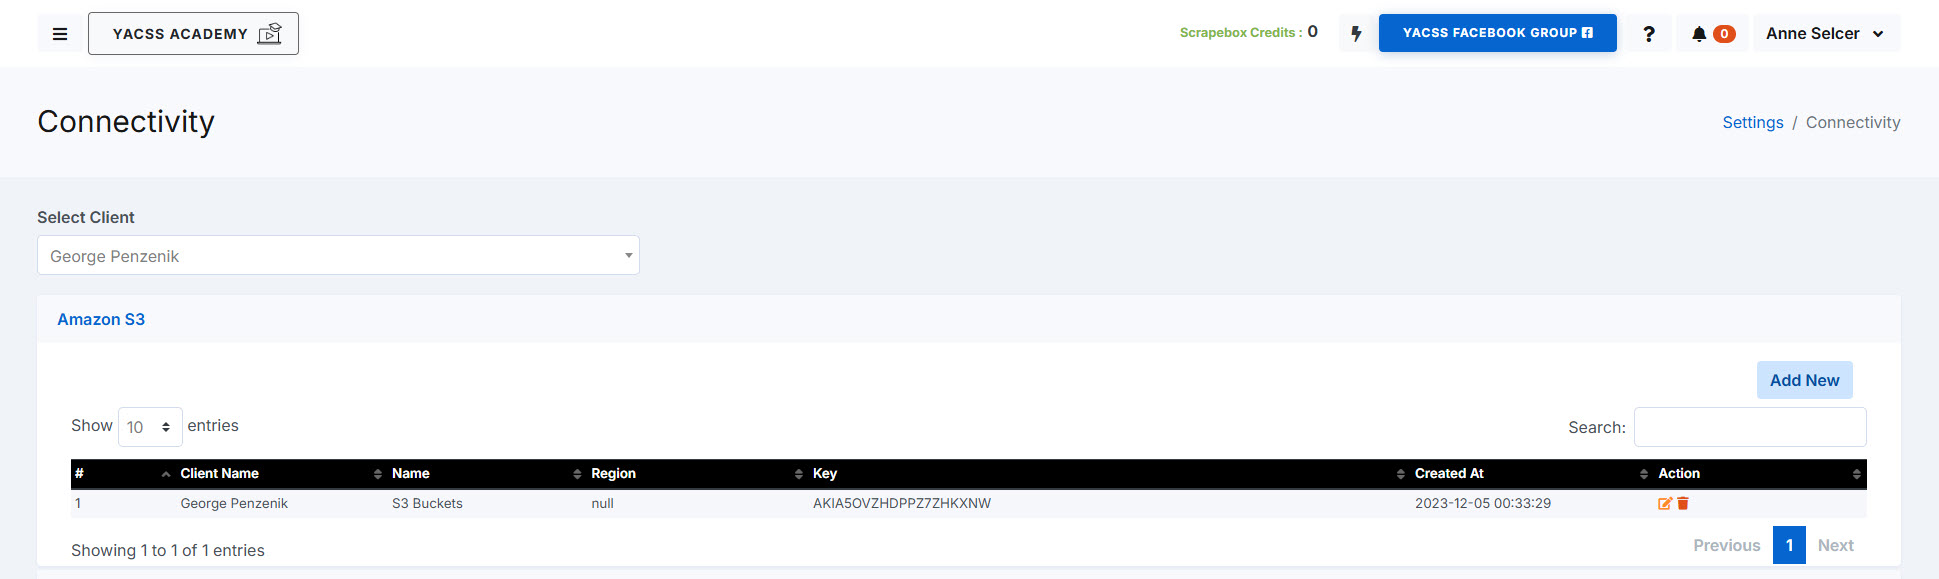 YACSS ACADEMY
Scrapebox Credits : 0
YACSS FACEBOOK GROUP
?
0
Anne Selcer
Connectivity
Settings / Connectivity
Select Client
George Penzenik
Amazon S3
Add New
Show 10 entries
Search:
# Client Name Name Region Key Created At Action
1 George Penzenik S3 Buckets null AKIA5OVZHDPPZ7ZHKXNW 2023-12-05 00:33:29
Showing 1 to 1 of 1 entries
Previous 1 Next